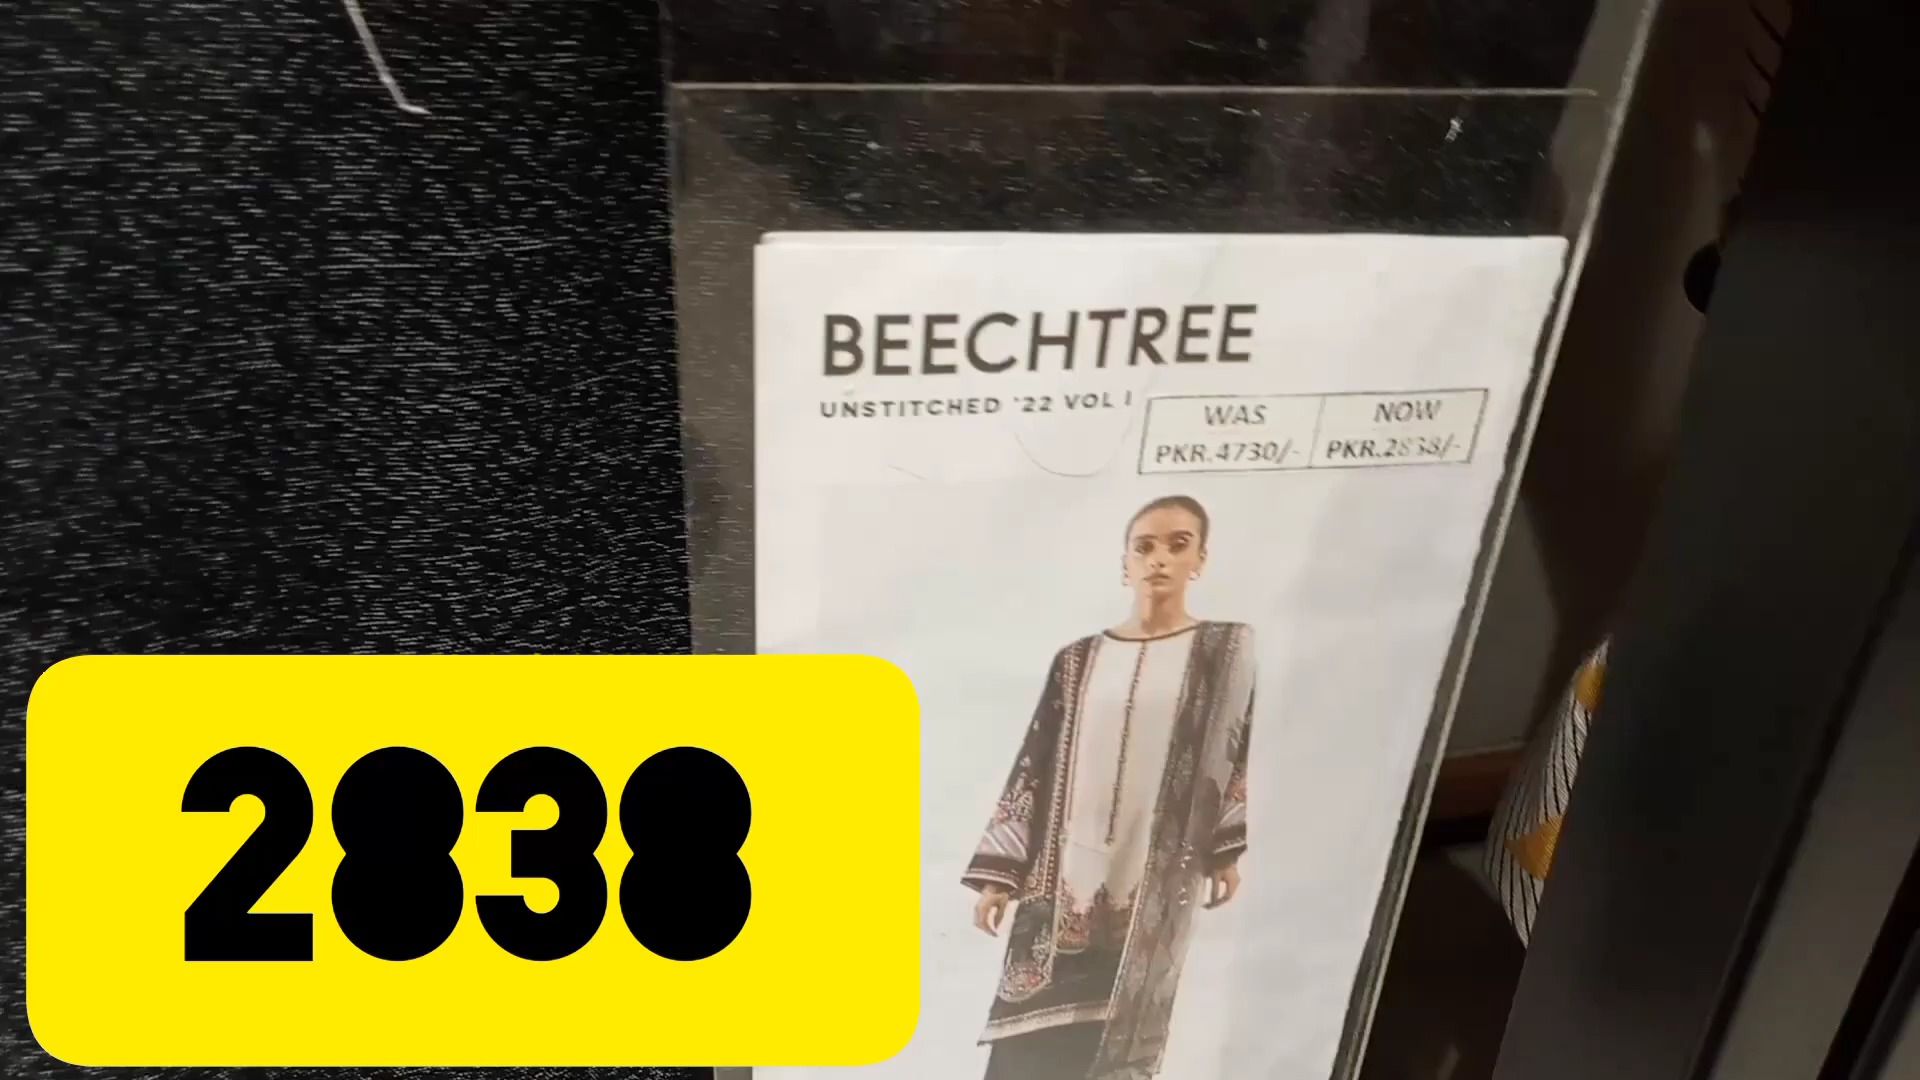 BEECHTREE
UNSTITCHED '22 VOL I
WAS NOW
PKR.4730/- PKR.2838/-
2838